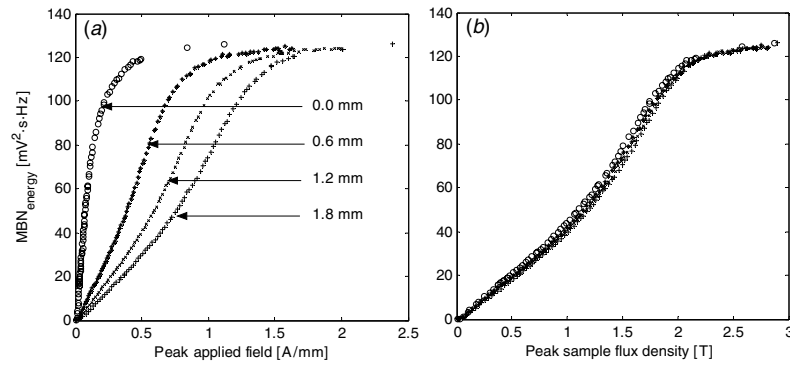 (a)
140
120
100
80
60
40
20
0
MBN_energy [mV²·s·Hz]
0.0 mm
0.6 mm
1.2 mm
1.8 mm
0 0.5 1 1.5 2 2.5
Peak applied field [A/mm]
(b)
140
120
100
80
60
40
20
0
0 0.5 1 1.5 2 2.5 3
Peak sample flux density [T]